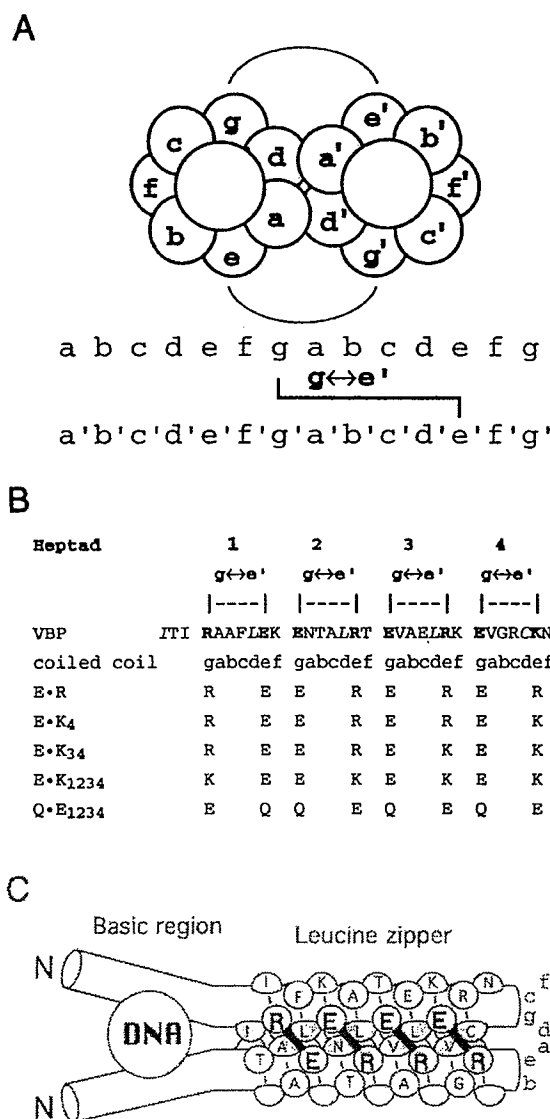 A
g e'
c d a' b'
f f'
b a d' c'
e g'
a b c d e f g a b c d e f g
g↔e'
a'b'c'd'e'f'g'a'b'c'd'e'f'g'
B
Heptad 1 2 3 4
g↔e' g↔e' g↔e' g↔e'
|----| |----| |----| |----|
VBP ITI RAAFLEK ENTALRT EVAELRK EVGRCKN
coiled coil gabcdef gabcdef gabcdef gabcdef
E•R R E E R E R E R
E•K4 R E E R E R E K
E•K34 R E E K E K E K
E•K1234 K E E K E K E K
Q•E1234 E Q Q E Q E Q E
C
Basic region Leucine zipper
N I K T K N f
F A E R c
R E E E g
DNA I L L L C d
A N V V a
T E R R R e
N A T A G b